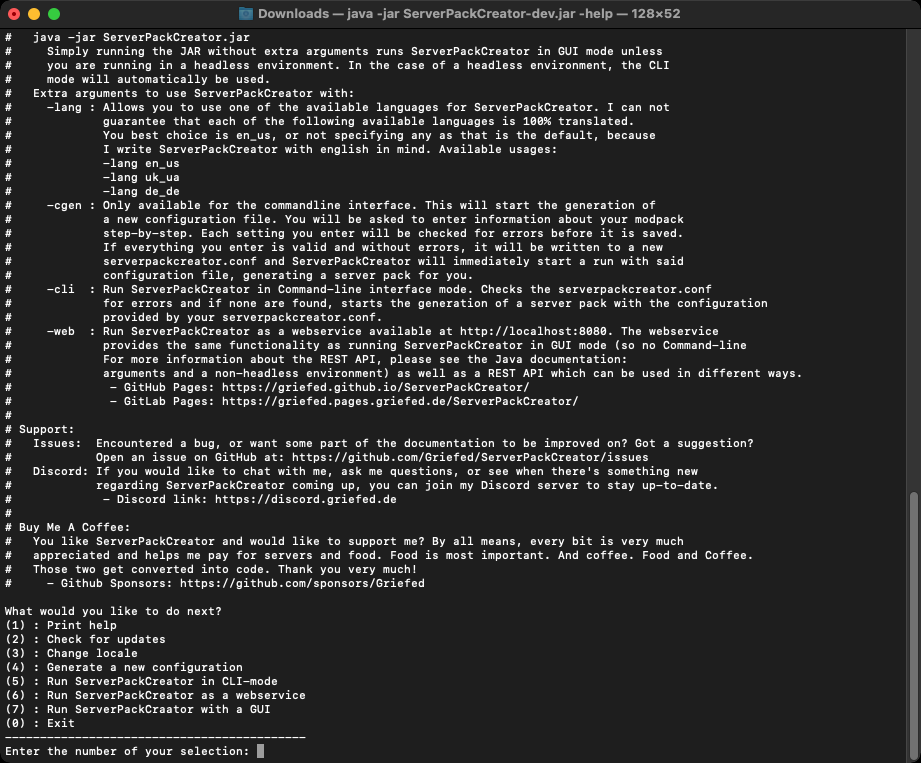 Downloads — java -jar ServerPackCreator-dev.jar -help — 128×52
#   java -jar ServerPackCreator.jar
#     Simply running the JAR without extra arguments runs ServerPackCreator in GUI mode unless
#     you are running in a headless environment. In the case of a headless environment, the CLI
#     mode will automatically be used.
#   Extra arguments to use ServerPackCreator with:
#     -lang : Allows you to use one of the available languages for ServerPackCreator. I can not
#             guarantee that each of the following available languages is 100% translated.
#             You best choice is en_us, or not specifying any as that is the default, because
#             I write ServerPackCreator with english in mind. Available usages:
#             -lang en_us
#             -lang uk_ua
#             -lang de_de
#     -cgen : Only available for the commandline interface. This will start the generation of
#             a new configuration file. You will be asked to enter information about your modpack
#             step-by-step. Each setting you enter will be checked for errors before it is saved.
#             If everything you enter is valid and without errors, it will be written to a new
#             serverpackcreator.conf and ServerPackCreator will immediately start a run with said
#             configuration file, generating a server pack for you.
#     -cli  : Run ServerPackCreator in Command-line interface mode. Checks the serverpackcreator.conf
#             for errors and if none are found, starts the generation of a server pack with the configuration
#             provided by your serverpackcreator.conf.
#     -web  : Run ServerPackCreator as a webservice available at http://localhost:8080. The webservice
#             provides the same functionality as running ServerPackCreator in GUI mode (so no Command-line
#             For more information about the REST API, please see the Java documentation:
#             arguments and a non-headless environment) as well as a REST API which can be used in different ways.
#              - GitHub Pages: https://griefed.github.io/ServerPackCreator/
#              - GitLab Pages: https://griefed.pages.griefed.de/ServerPackCreator/
#
# Support:
#   Issues:  Encountered a bug, or want some part of the documentation to be improved on? Got a suggestion?
#            Open an issue on GitHub at: https://github.com/Griefed/ServerPackCreator/issues
#   Discord: If you would like to chat with me, ask me questions, or see when there's something new
#            regarding ServerPackCreator coming up, you can join my Discord server to stay up-to-date.
#             - Discord link: https://discord.griefed.de
#
# Buy Me A Coffee:
#   You like ServerPackCreator and would like to support me? By all means, every bit is very much
#   appreciated and helps me pay for servers and food. Food is most important. And coffee. Food and Coffee.
#   Those two get converted into code. Thank you very much!
#     - Github Sponsors: https://github.com/sponsors/Griefed
What would you like to do next?
(1) : Print help
(2) : Check for updates
(3) : Change locale
(4) : Generate a new configuration
(5) : Run ServerPackCreator in CLI-mode
(6) : Run ServerPackCreator as a webservice
(7) : Run ServerPackCraator with a GUI
(0) : Exit
-------------------------------------------
Enter the number of your selection: